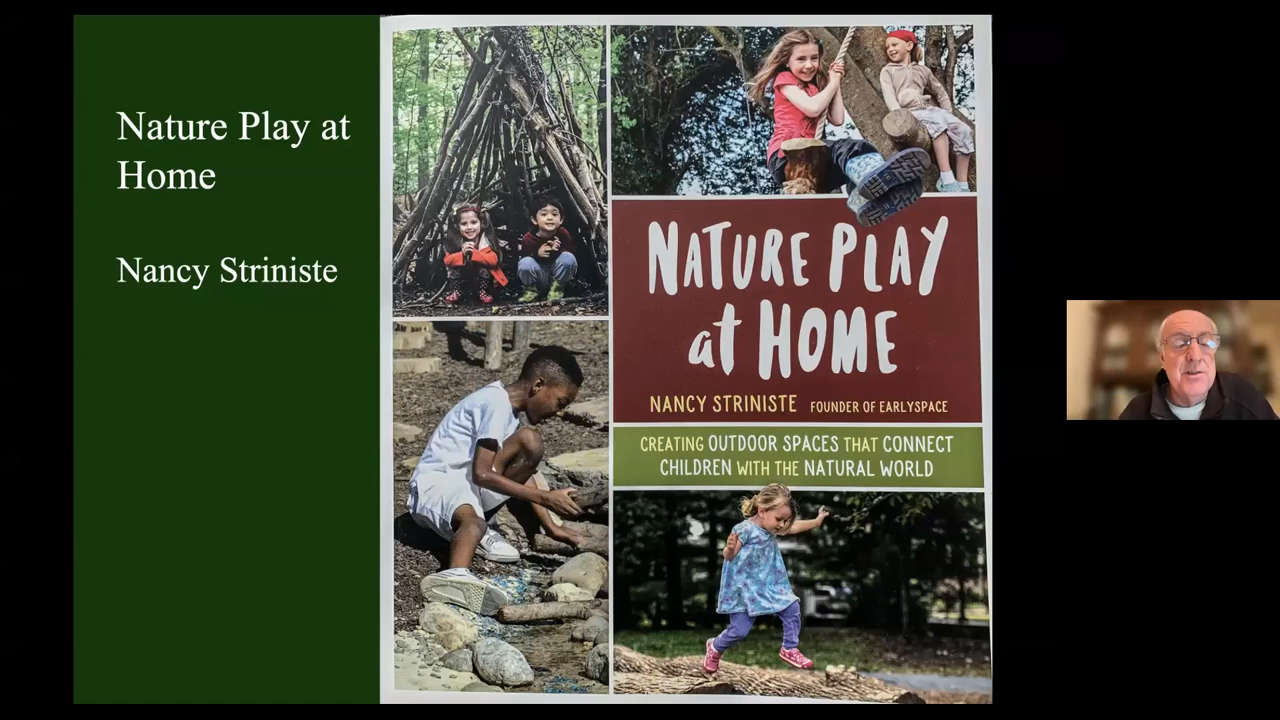 Nature Play at
Home
Nancy Striniste
NATURE PLAY
at HOME
NANCY STRINISTE FOUNDER OF EARLYSPACE
CREATING OUTDOOR SPACES THAT CONNECT
CHILDREN WITH THE NATURAL WORLD